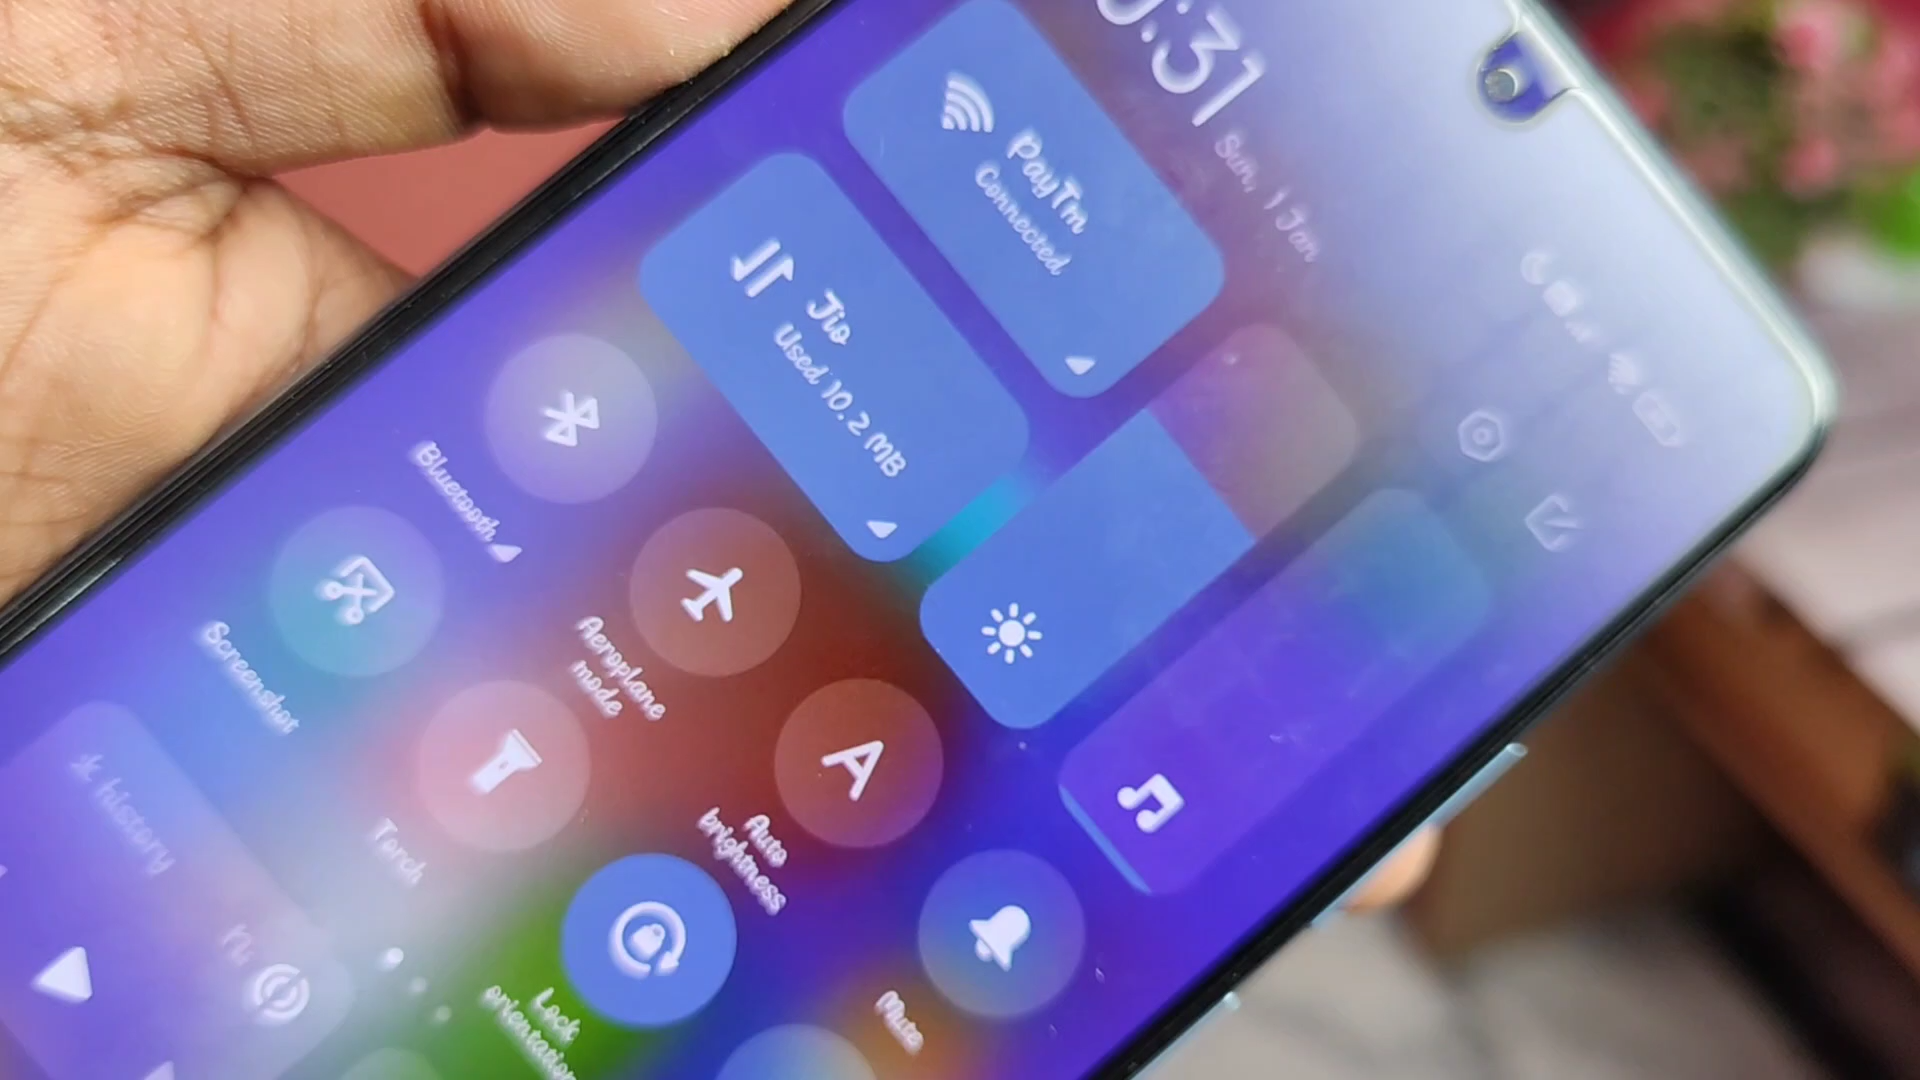 :31
Sun, 1 Jan
PayTm
Connected
Jio
Used 10.2 MB
Bluetooth
Aeroplane
mode
A
Auto
brightness
Screenshot
Torch
Lock
orientation
Mute
history